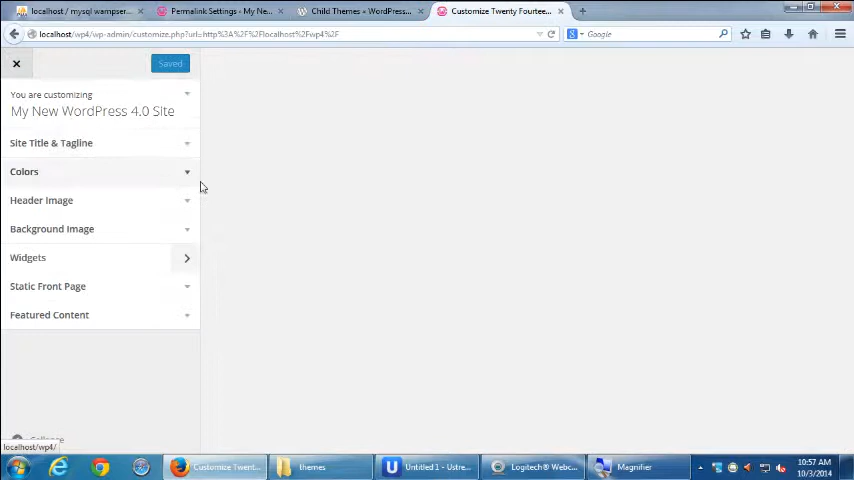 localhost / mysql wampser...
Permalink Settings ‹ My Ne...
Child Themes « WordPress...
Customize Twenty Fourtee...
localhost/wp4/wp-admin/customize.php?url=http%3A%2F%2Flocalhost%2Fwp4%2F
Google
Saved
You are customizing
My New WordPress 4.0 Site
Site Title & Tagline
Colors
Header Image
Background Image
Widgets
Static Front Page
Featured Content
Collapse
localhost/wp4/
Customize Twent...
themes
Untitled 1 - Ustre...
Logitech® Webc...
Magnifier
10:57 AM
10/3/2014